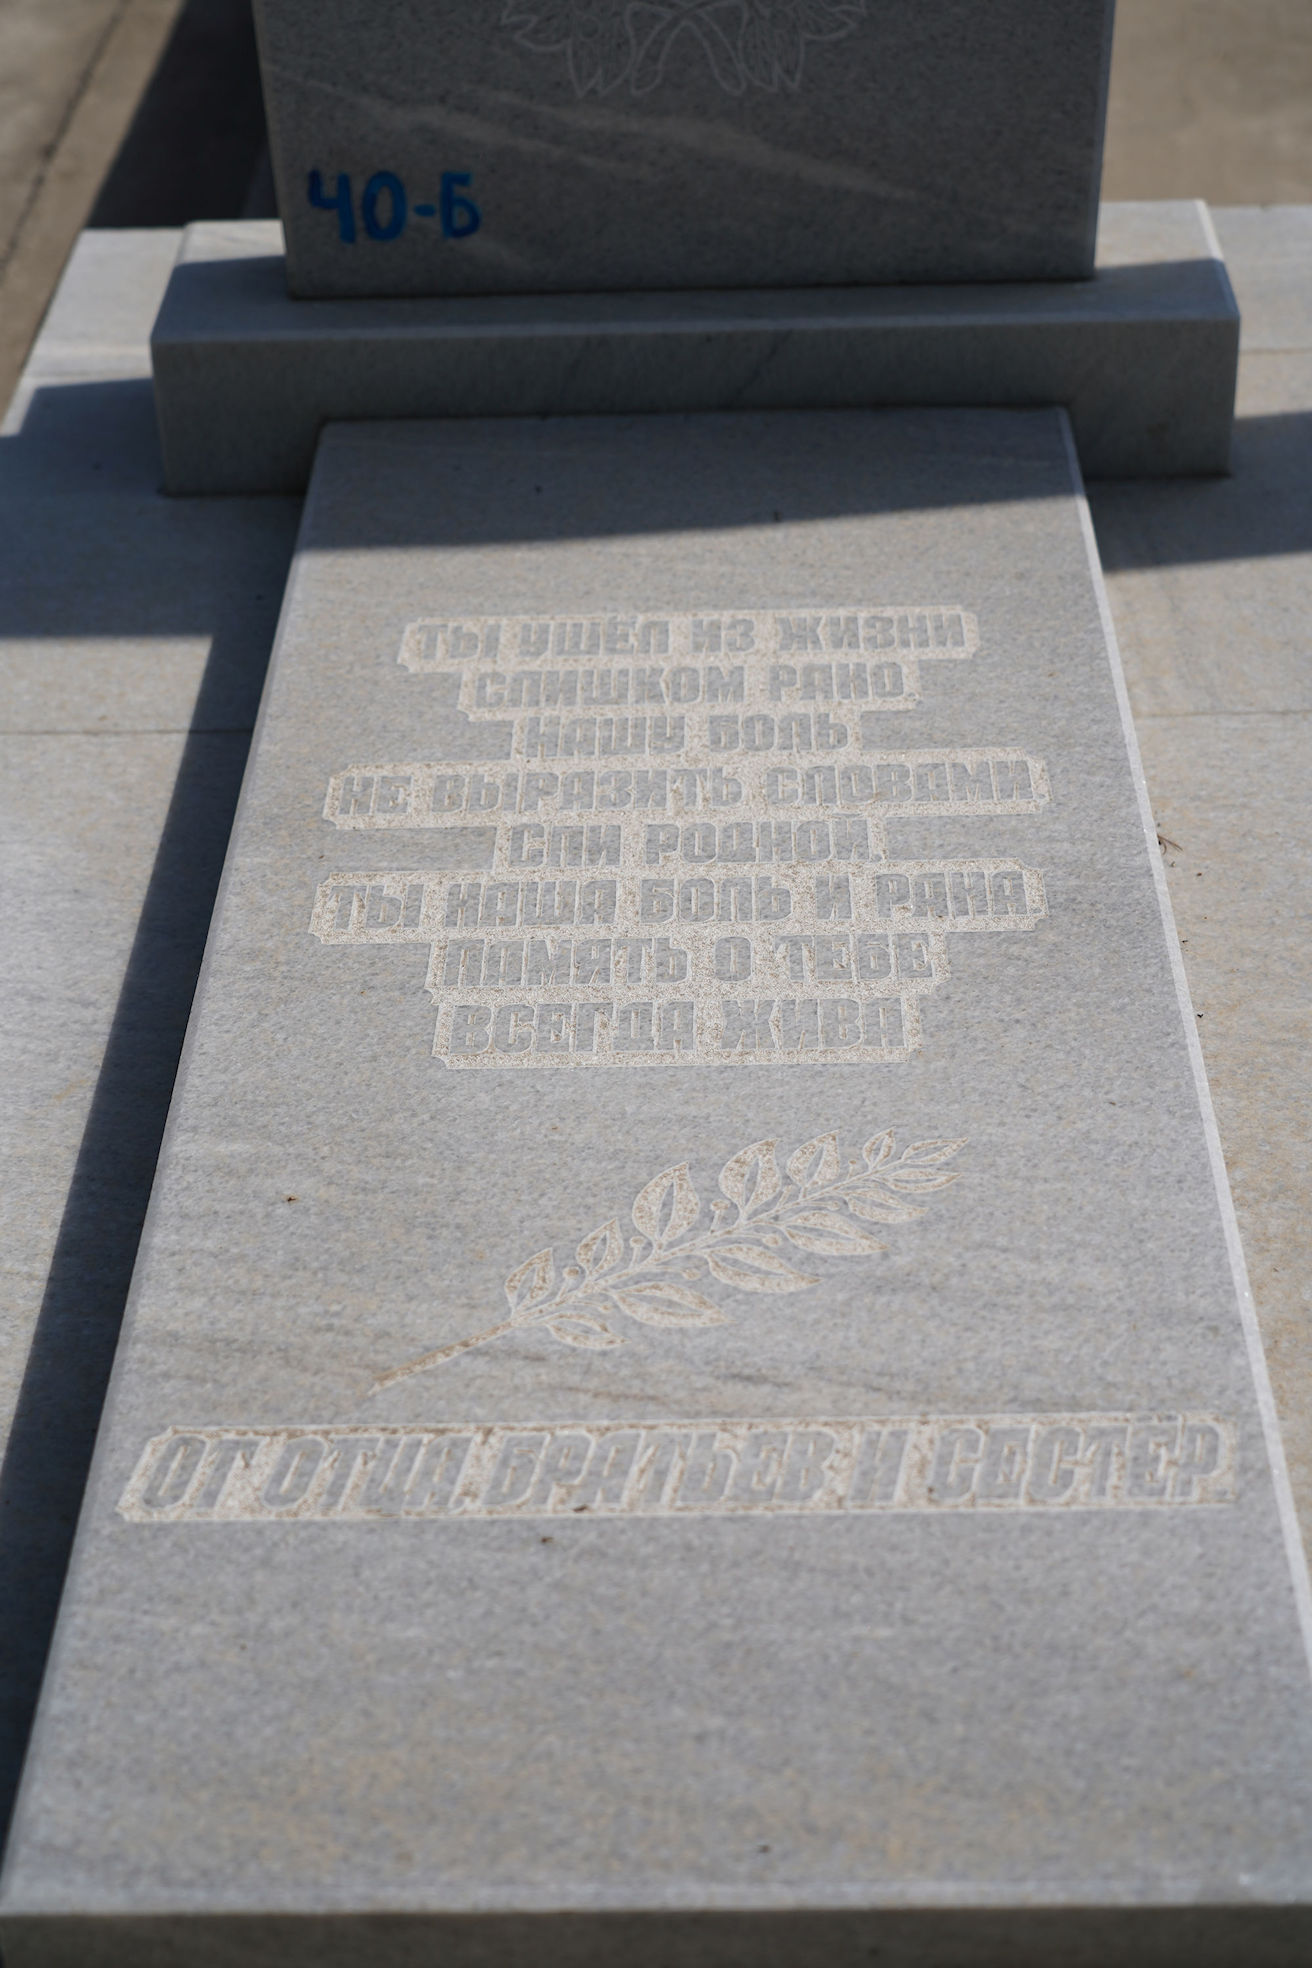 40-Б
ТЫ УШЁЛ ИЗ ЖИЗНИ
СЛИШКОМ РАНО
НАШУ БОЛЬ
НЕ ВЫРАЗИТЬ СЛОВАМИ
СПИ РОДНОЙ
ТЫ НАША БОЛЬ И РАНА
ПАМЯТЬ О ТЕБЕ
ВСЕГДА ЖИВА
ОТ ОТЦА, БРАТЬЕВ И СЕСТЁР